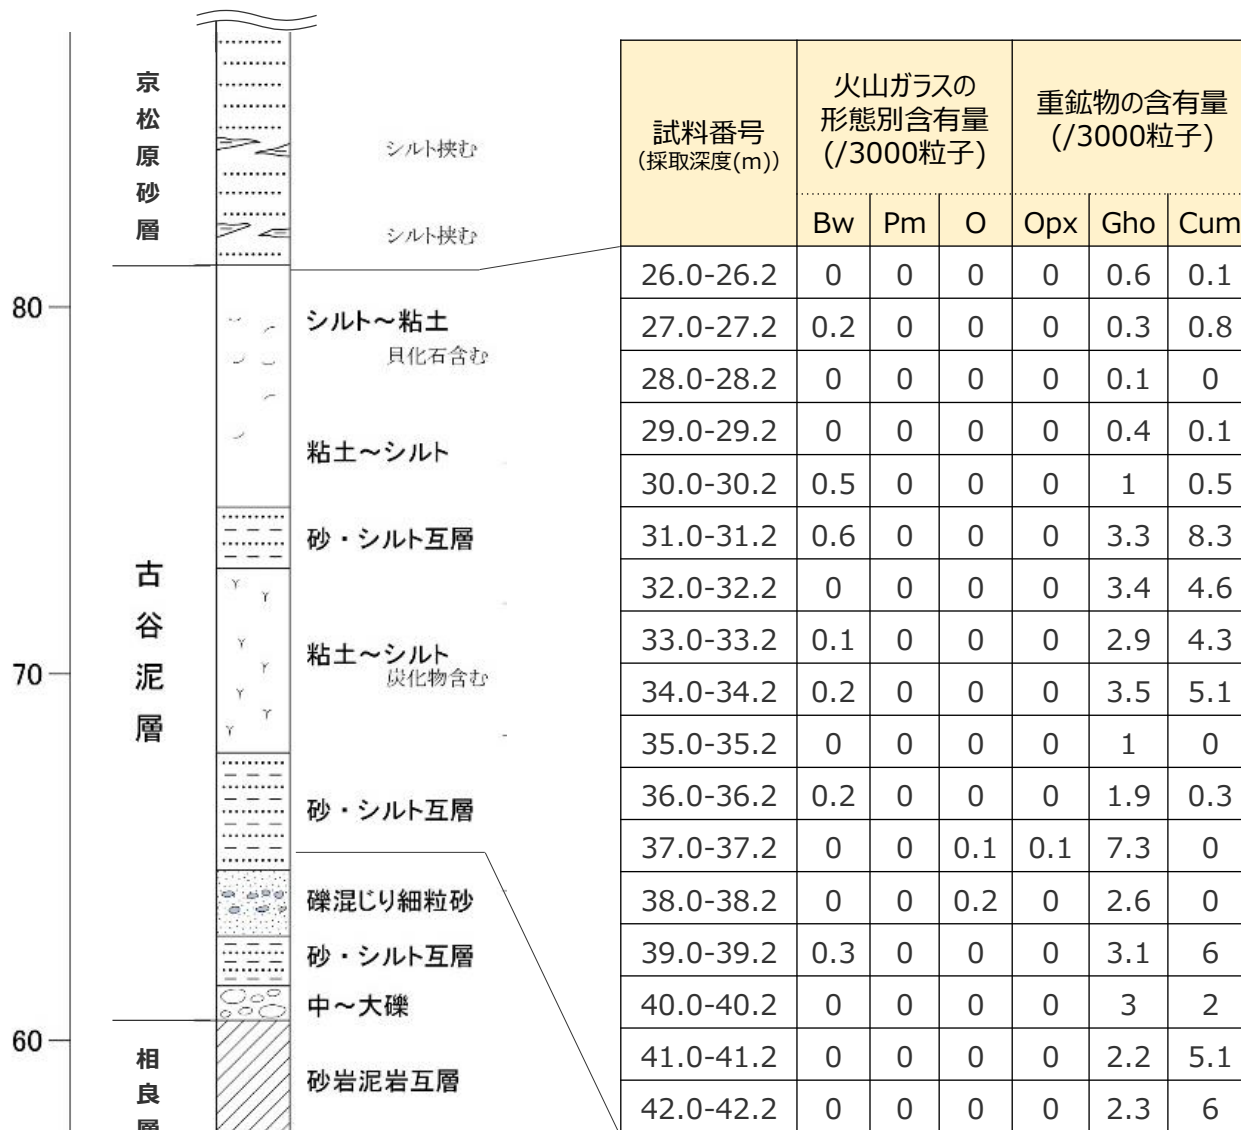 京松原砂層
シルト挟む
シルト挟む
80
シルト～粘土
貝化石含む
粘土～シルト
砂・シルト互層
古谷泥層
粘土～シルト
炭化物含む
70
砂・シルト互層
礫混じり細粒砂
砂・シルト互層
中～大礫
60
相良層
砂岩泥岩互層
試料番号
（採取深度(m)）
火山ガラスの
形態別含有量
(/3000粒子)
重鉱物の含有量
(/3000粒子)
Bw Pm O Opx Gho Cum
26.0-26.2 0 0 0 0 0.6 0.1
27.0-27.2 0.2 0 0 0 0.3 0.8
28.0-28.2 0 0 0 0 0.1 0
29.0-29.2 0 0 0 0 0.4 0.1
30.0-30.2 0.5 0 0 0 1 0.5
31.0-31.2 0.6 0 0 0 3.3 8.3
32.0-32.2 0 0 0 0 3.4 4.6
33.0-33.2 0.1 0 0 0 2.9 4.3
34.0-34.2 0.2 0 0 0 3.5 5.1
35.0-35.2 0 0 0 0 1 0
36.0-36.2 0.2 0 0 0 1.9 0.3
37.0-37.2 0 0 0.1 0.1 7.3 0
38.0-38.2 0 0 0.2 0 2.6 0
39.0-39.2 0.3 0 0 0 3.1 6
40.0-40.2 0 0 0 0 3 2
41.0-41.2 0 0 0 0 2.2 5.1
42.0-42.2 0 0 0 0 2.3 6